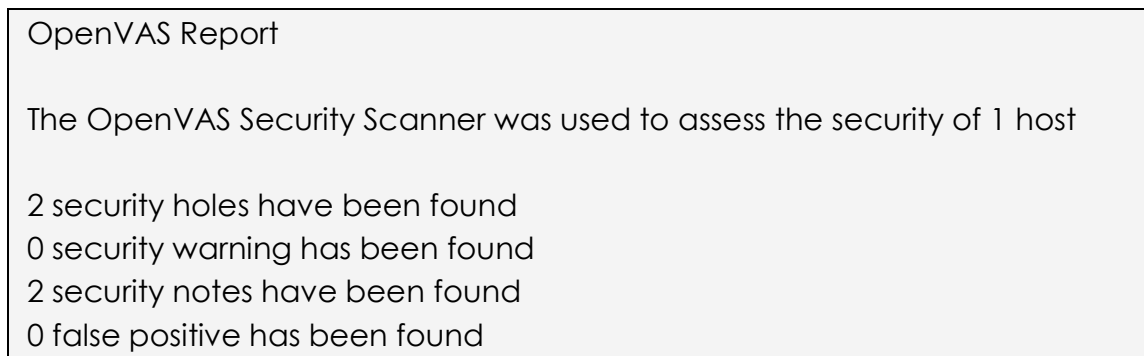 OpenVAS Report
The OpenVAS Security Scanner was used to assess the security of 1 host
2 security holes have been found
0 security warning has been found
2 security notes have been found
0 false positive has been found